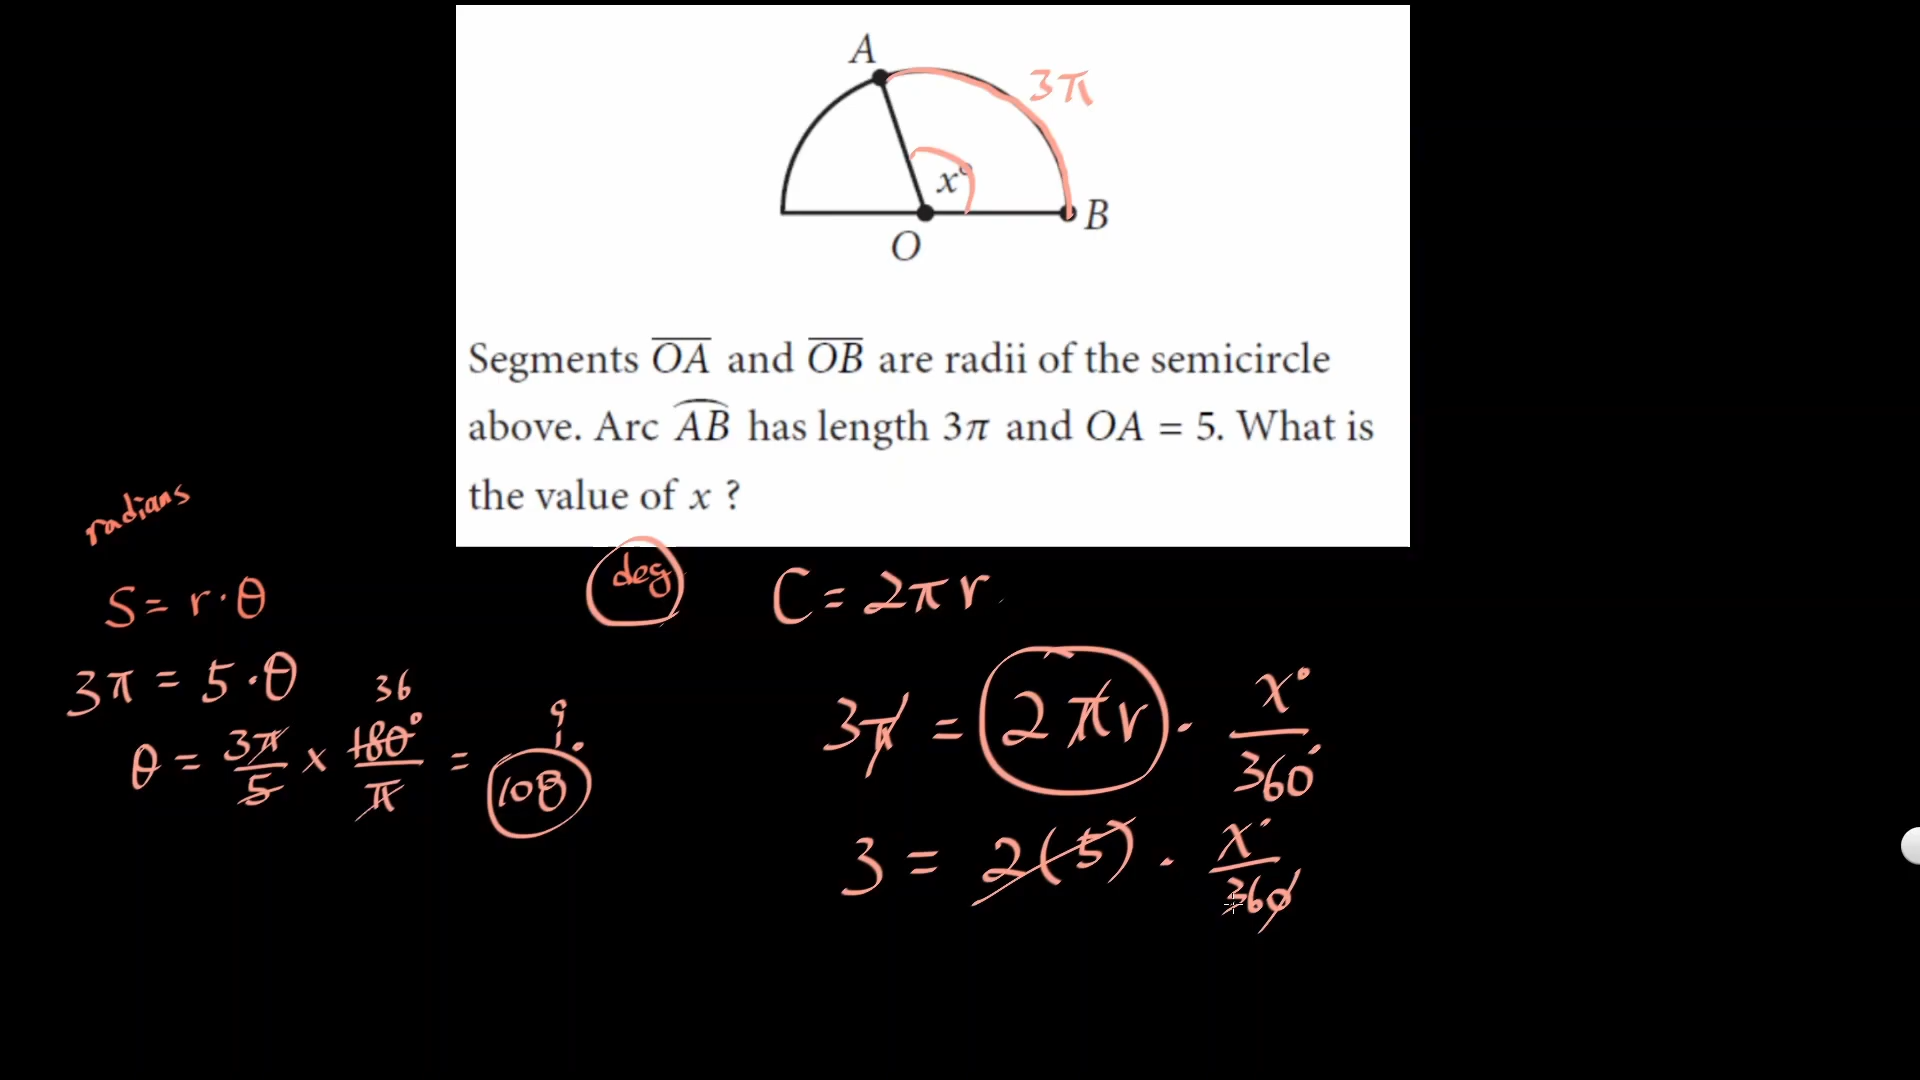 A
3π
x°
B
O
Segments OA and OB are radii of the semicircle
above. Arc AB has length 3π and OA = 5. What is
the value of x ?
radians
S = r · θ
3π = 5 · θ
36
θ = 3π/5 × 180°/π = 108°
deg
C = 2πr
3π = 2πr · x°/360°
3 = 2(5) · x°/360